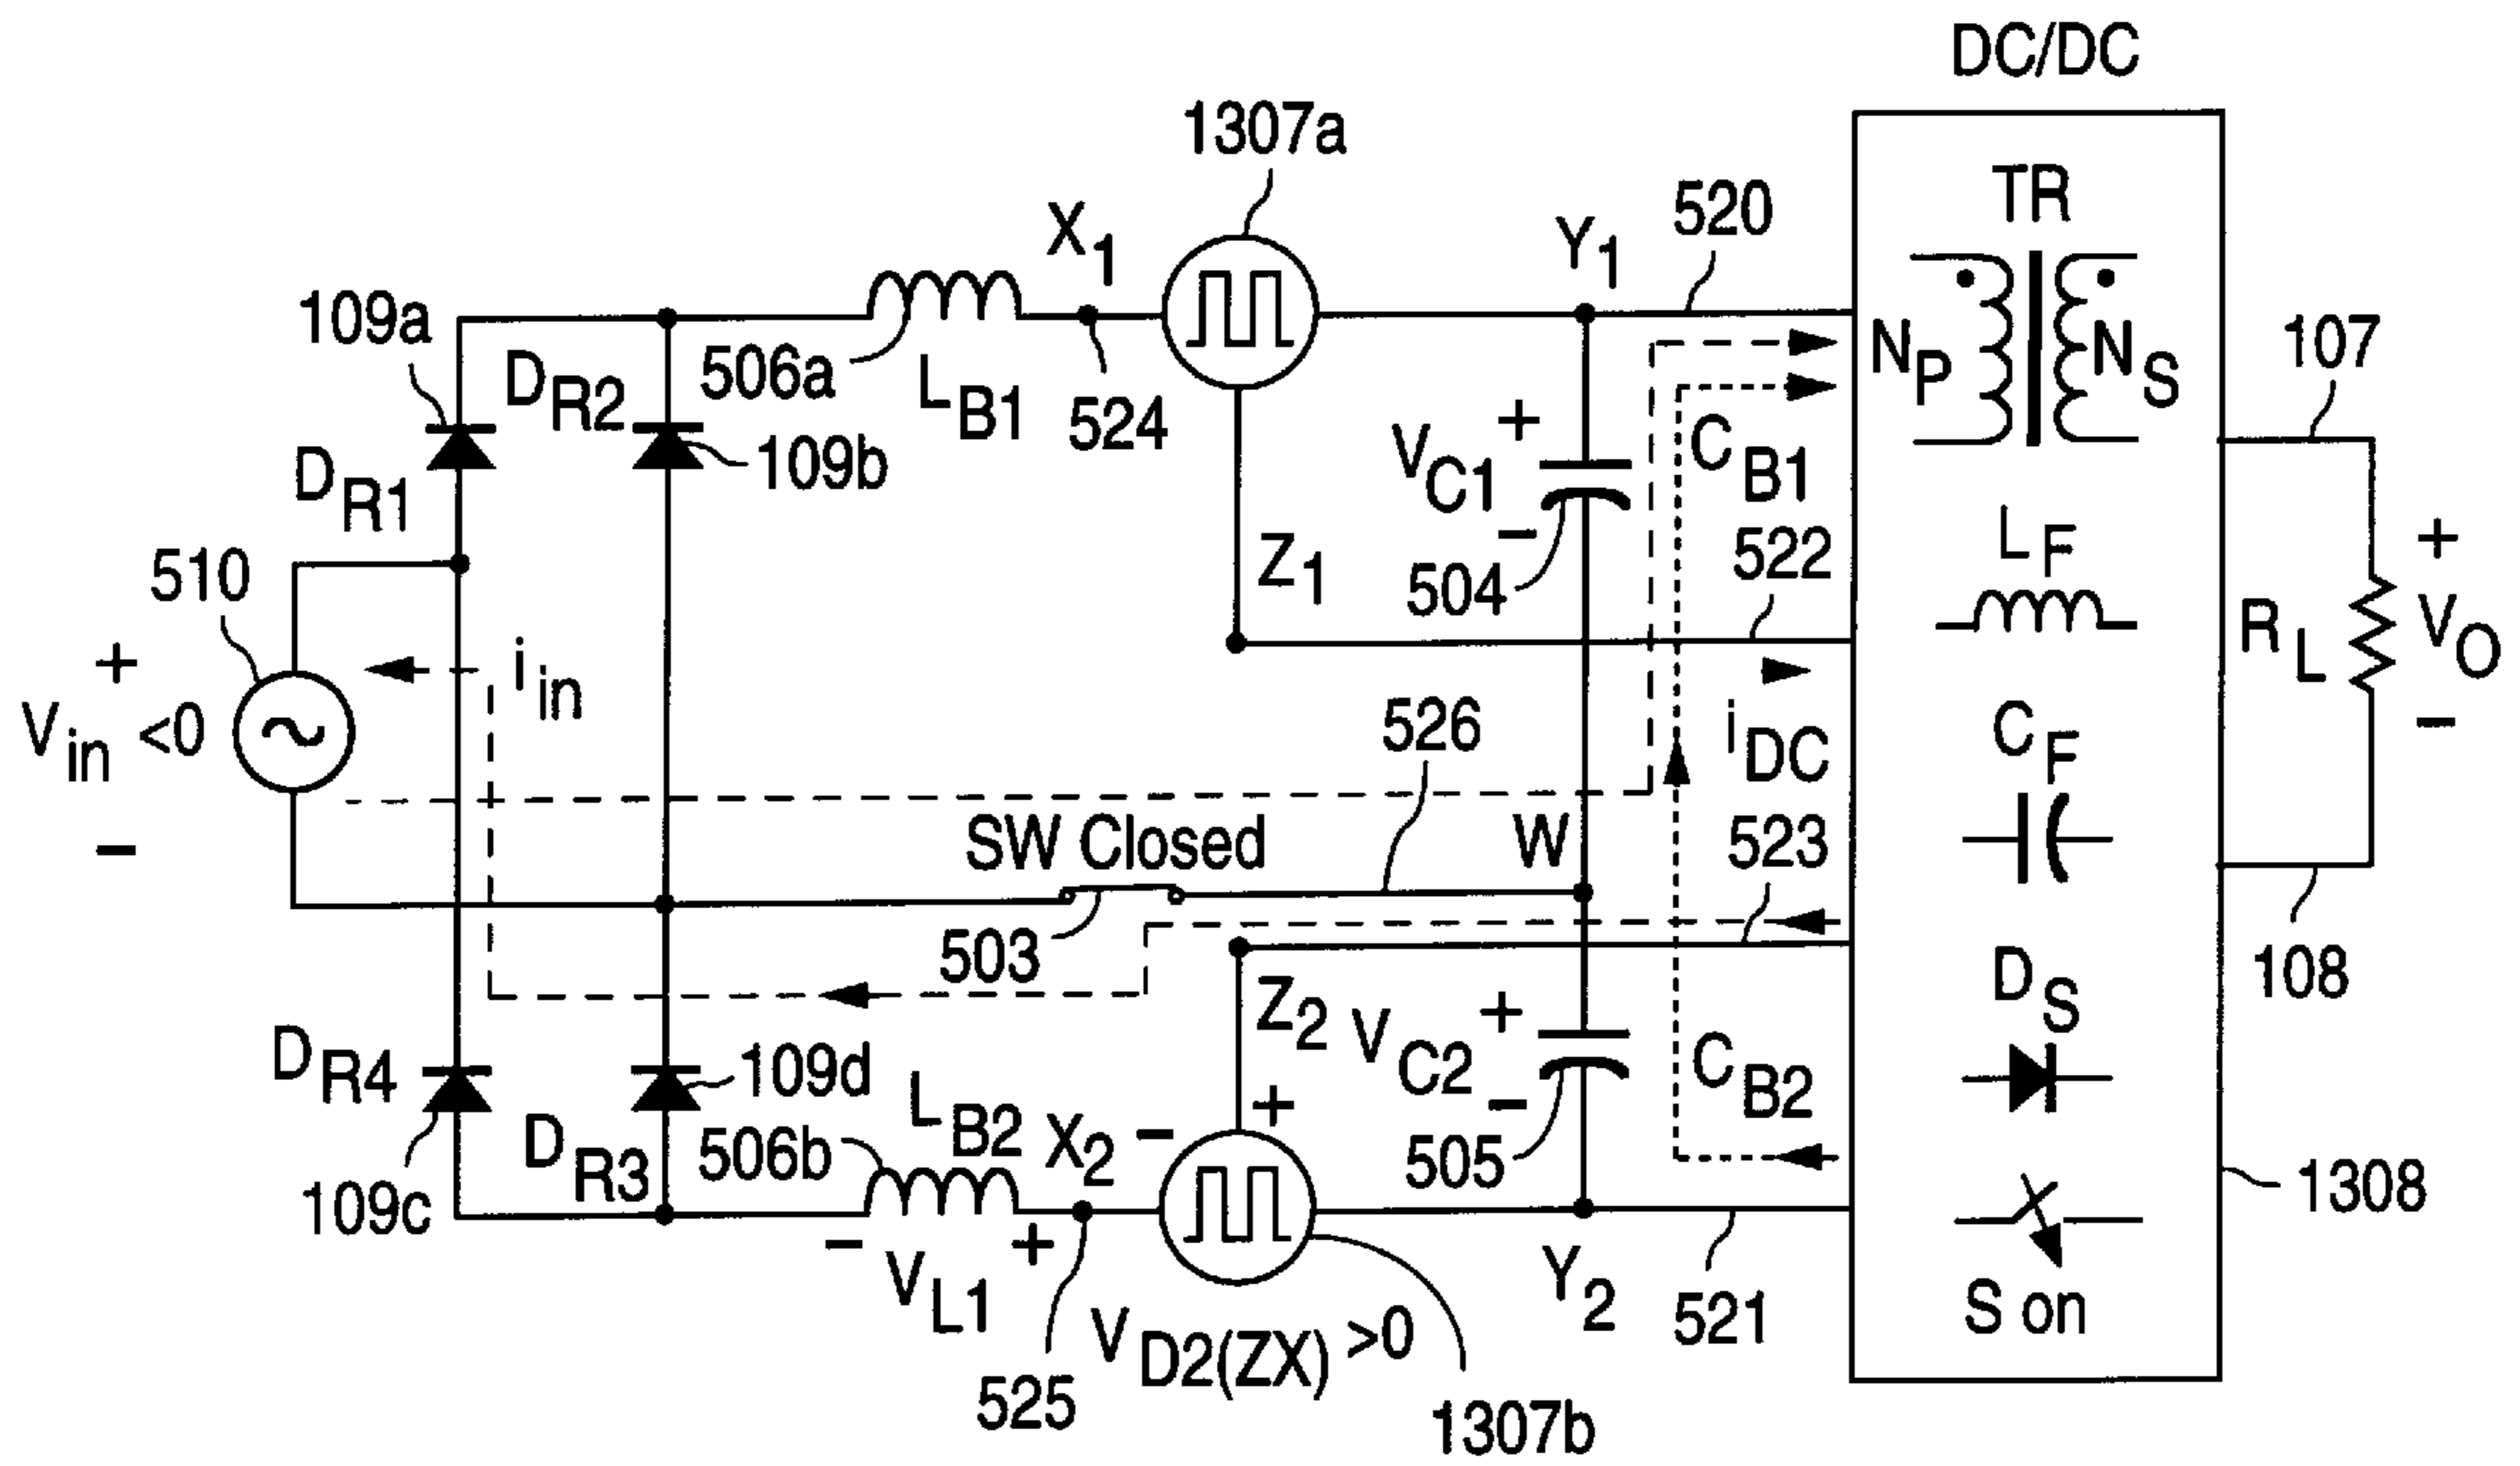 DC/DC
1307a
TR
X1
Y1
520
109a
DR2
506a
LB1
524
NP
NS
107
VC1
+
CB1
109b
DR1
−
504
522
LF
Z1
510
+
iin
RL
+
VO
−
Vin <0
526
iDC
CF
−
SW Closed
W
523
503
108
Z2
VC2
+
DS
DR4
109d
LB2
X2
−
+
−
CB2
DR3
506b
505
109c
1308
−
VL1
+
Y2
521
S on
VD2(ZX) >0
525
1307b